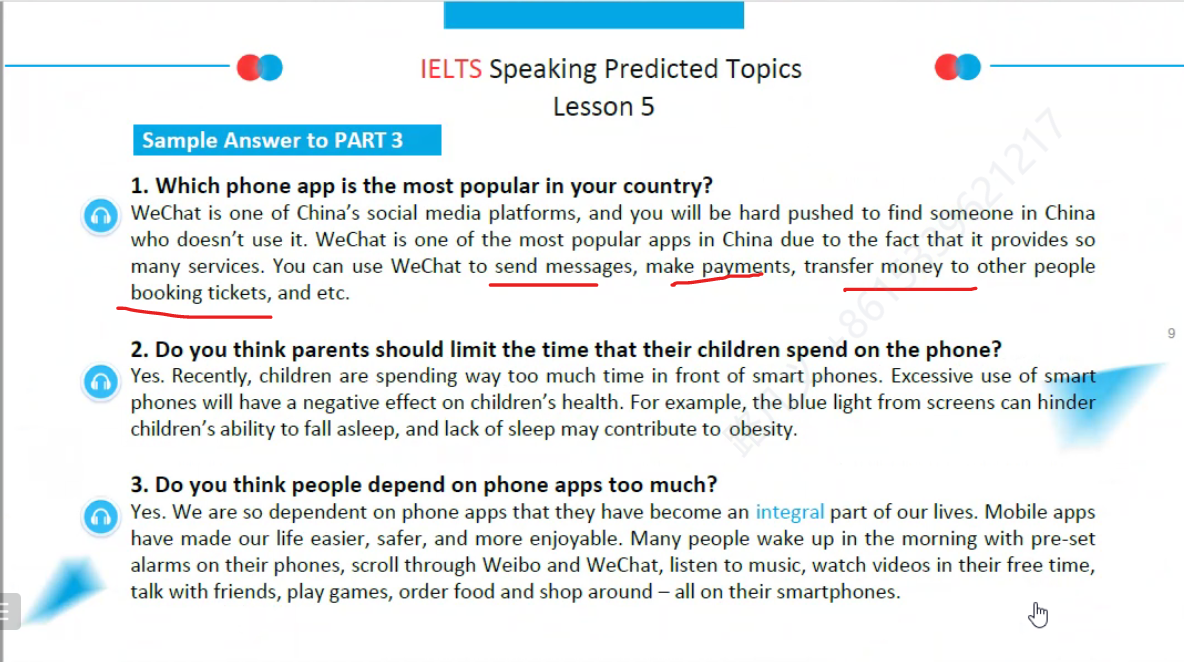 IELTS Speaking Predicted Topics
Lesson 5
Sample Answer to PART 3
1. Which phone app is the most popular in your country?
WeChat is one of China's social media platforms, and you will be hard pushed to find someone in China
who doesn't use it. WeChat is one of the most popular apps in China due to the fact that it provides so
many services. You can use WeChat to send messages, make payments, transfer money to other people
booking tickets, and etc.
9
2. Do you think parents should limit the time that their children spend on the phone?
Yes. Recently, children are spending way too much time in front of smart phones. Excessive use of smart
phones will have a negative effect on children's health. For example, the blue light from screens can hinder
children's ability to fall asleep, and lack of sleep may contribute to obesity.
3. Do you think people depend on phone apps too much?
Yes. We are so dependent on phone apps that they have become an integral part of our lives. Mobile apps
have made our life easier, safer, and more enjoyable. Many people wake up in the morning with pre-set
alarms on their phones, scroll through Weibo and WeChat, listen to music, watch videos in their free time,
talk with friends, play games, order food and shop around – all on their smartphones.